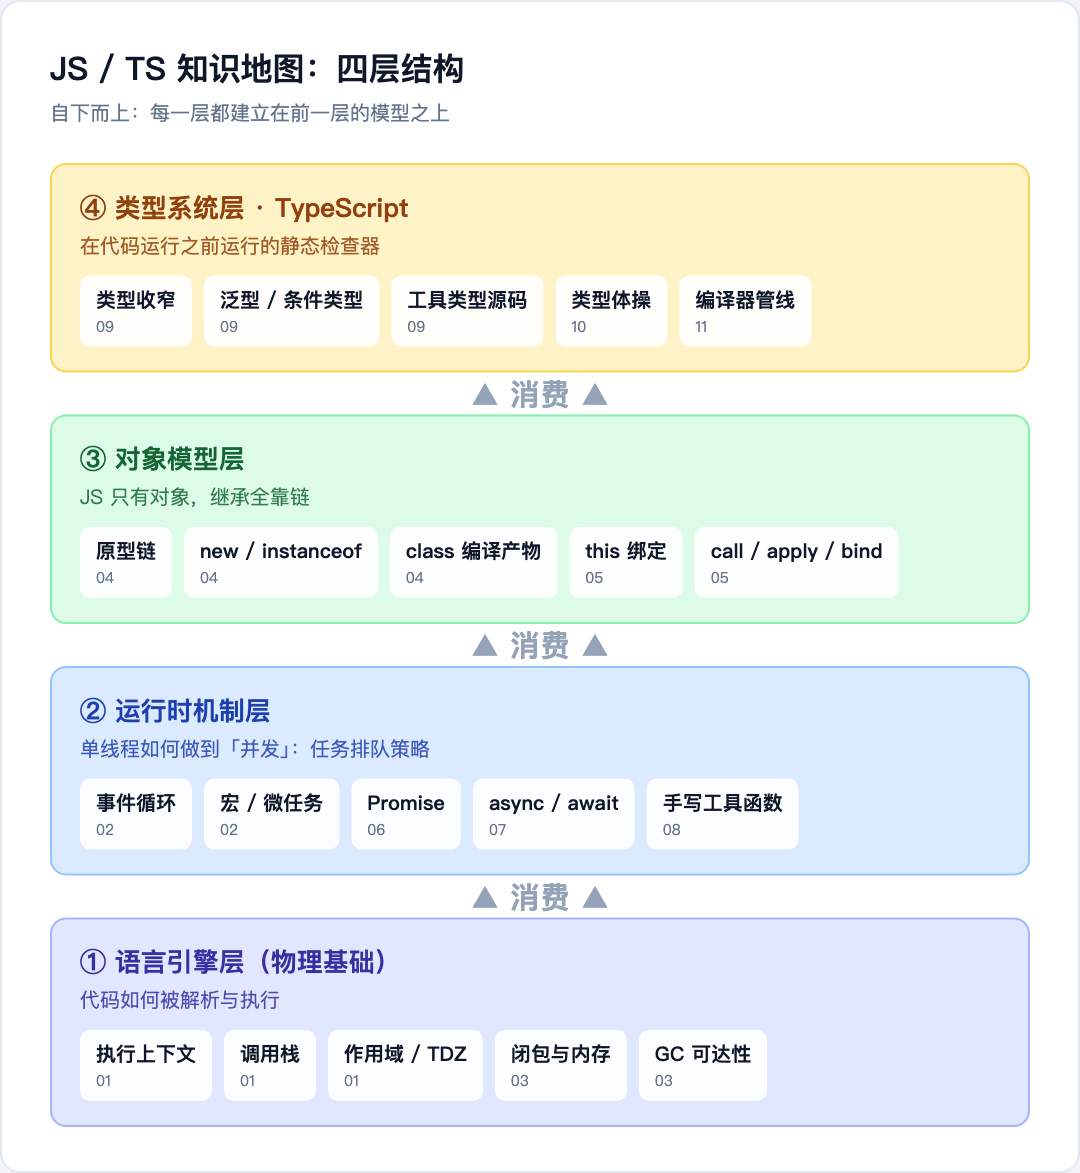 JS / TS 知识地图：四层结构
自下而上：每一层都建立在前一层的模型之上
④ 类型系统层 · TypeScript
在代码运行之前运行的静态检查器
类型收窄
09
泛型 / 条件类型
09
工具类型源码
09
类型体操
10
编译器管线
11
▲ 消费 ▲
③ 对象模型层
JS 只有对象，继承全靠链
原型链
04
new / instanceof
04
class 编译产物
04
this 绑定
05
call / apply / bind
05
▲ 消费 ▲
② 运行时机制层
单线程如何做到「并发」：任务排队策略
事件循环
02
宏 / 微任务
02
Promise
06
async / await
07
手写工具函数
08
▲ 消费 ▲
① 语言引擎层（物理基础）
代码如何被解析与执行
执行上下文
01
调用栈
01
作用域 / TDZ
01
闭包与内存
03
GC 可达性
03